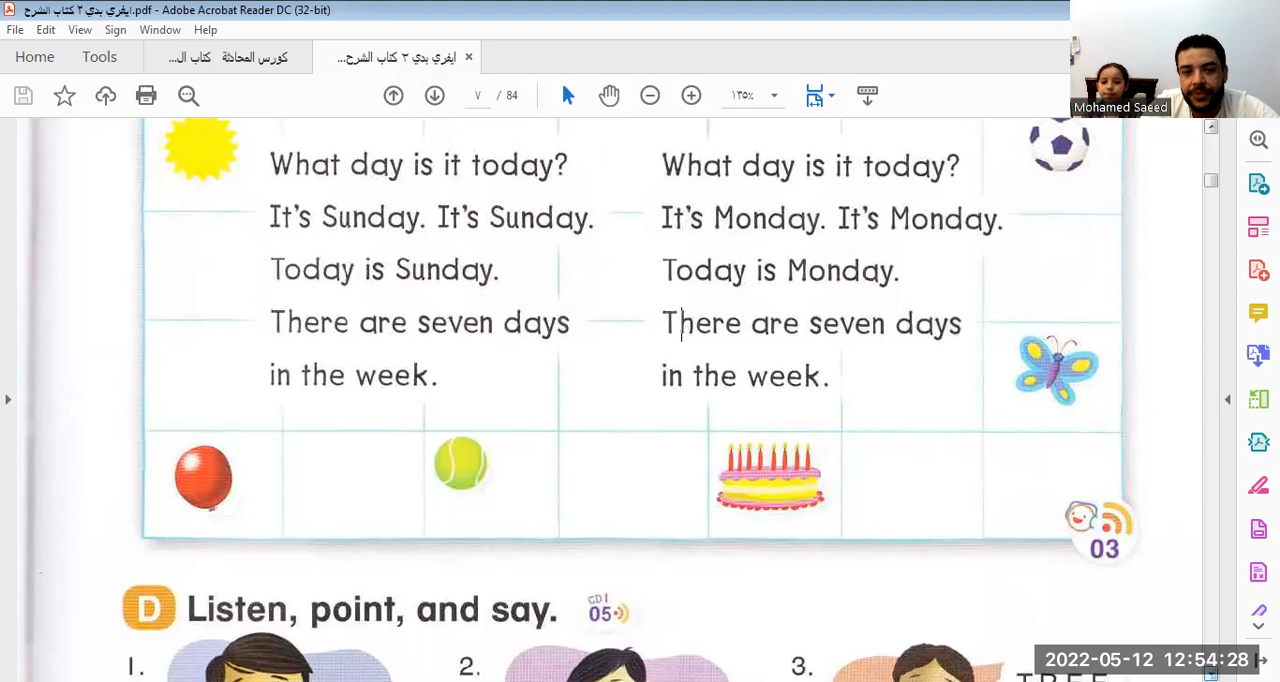 ايفري بدي ٢ كتاب الشرح.pdf - Adobe Acrobat Reader DC (32-bit)
File Edit View Sign Window Help
Home Tools كورس المحادثة كتاب ال... ايفري بدي ٢ كتاب الشرح... ×
٧ / 84 ١٣٥%
Mohamed Saeed
What day is it today?
It's Sunday. It's Sunday.
Today is Sunday.
There are seven days
in the week.
What day is it today?
It's Monday. It's Monday.
Today is Monday.
There are seven days
in the week.
03
D Listen, point, and say. CD1 05
1. 2. 3.
2022-05-12 12:54:28